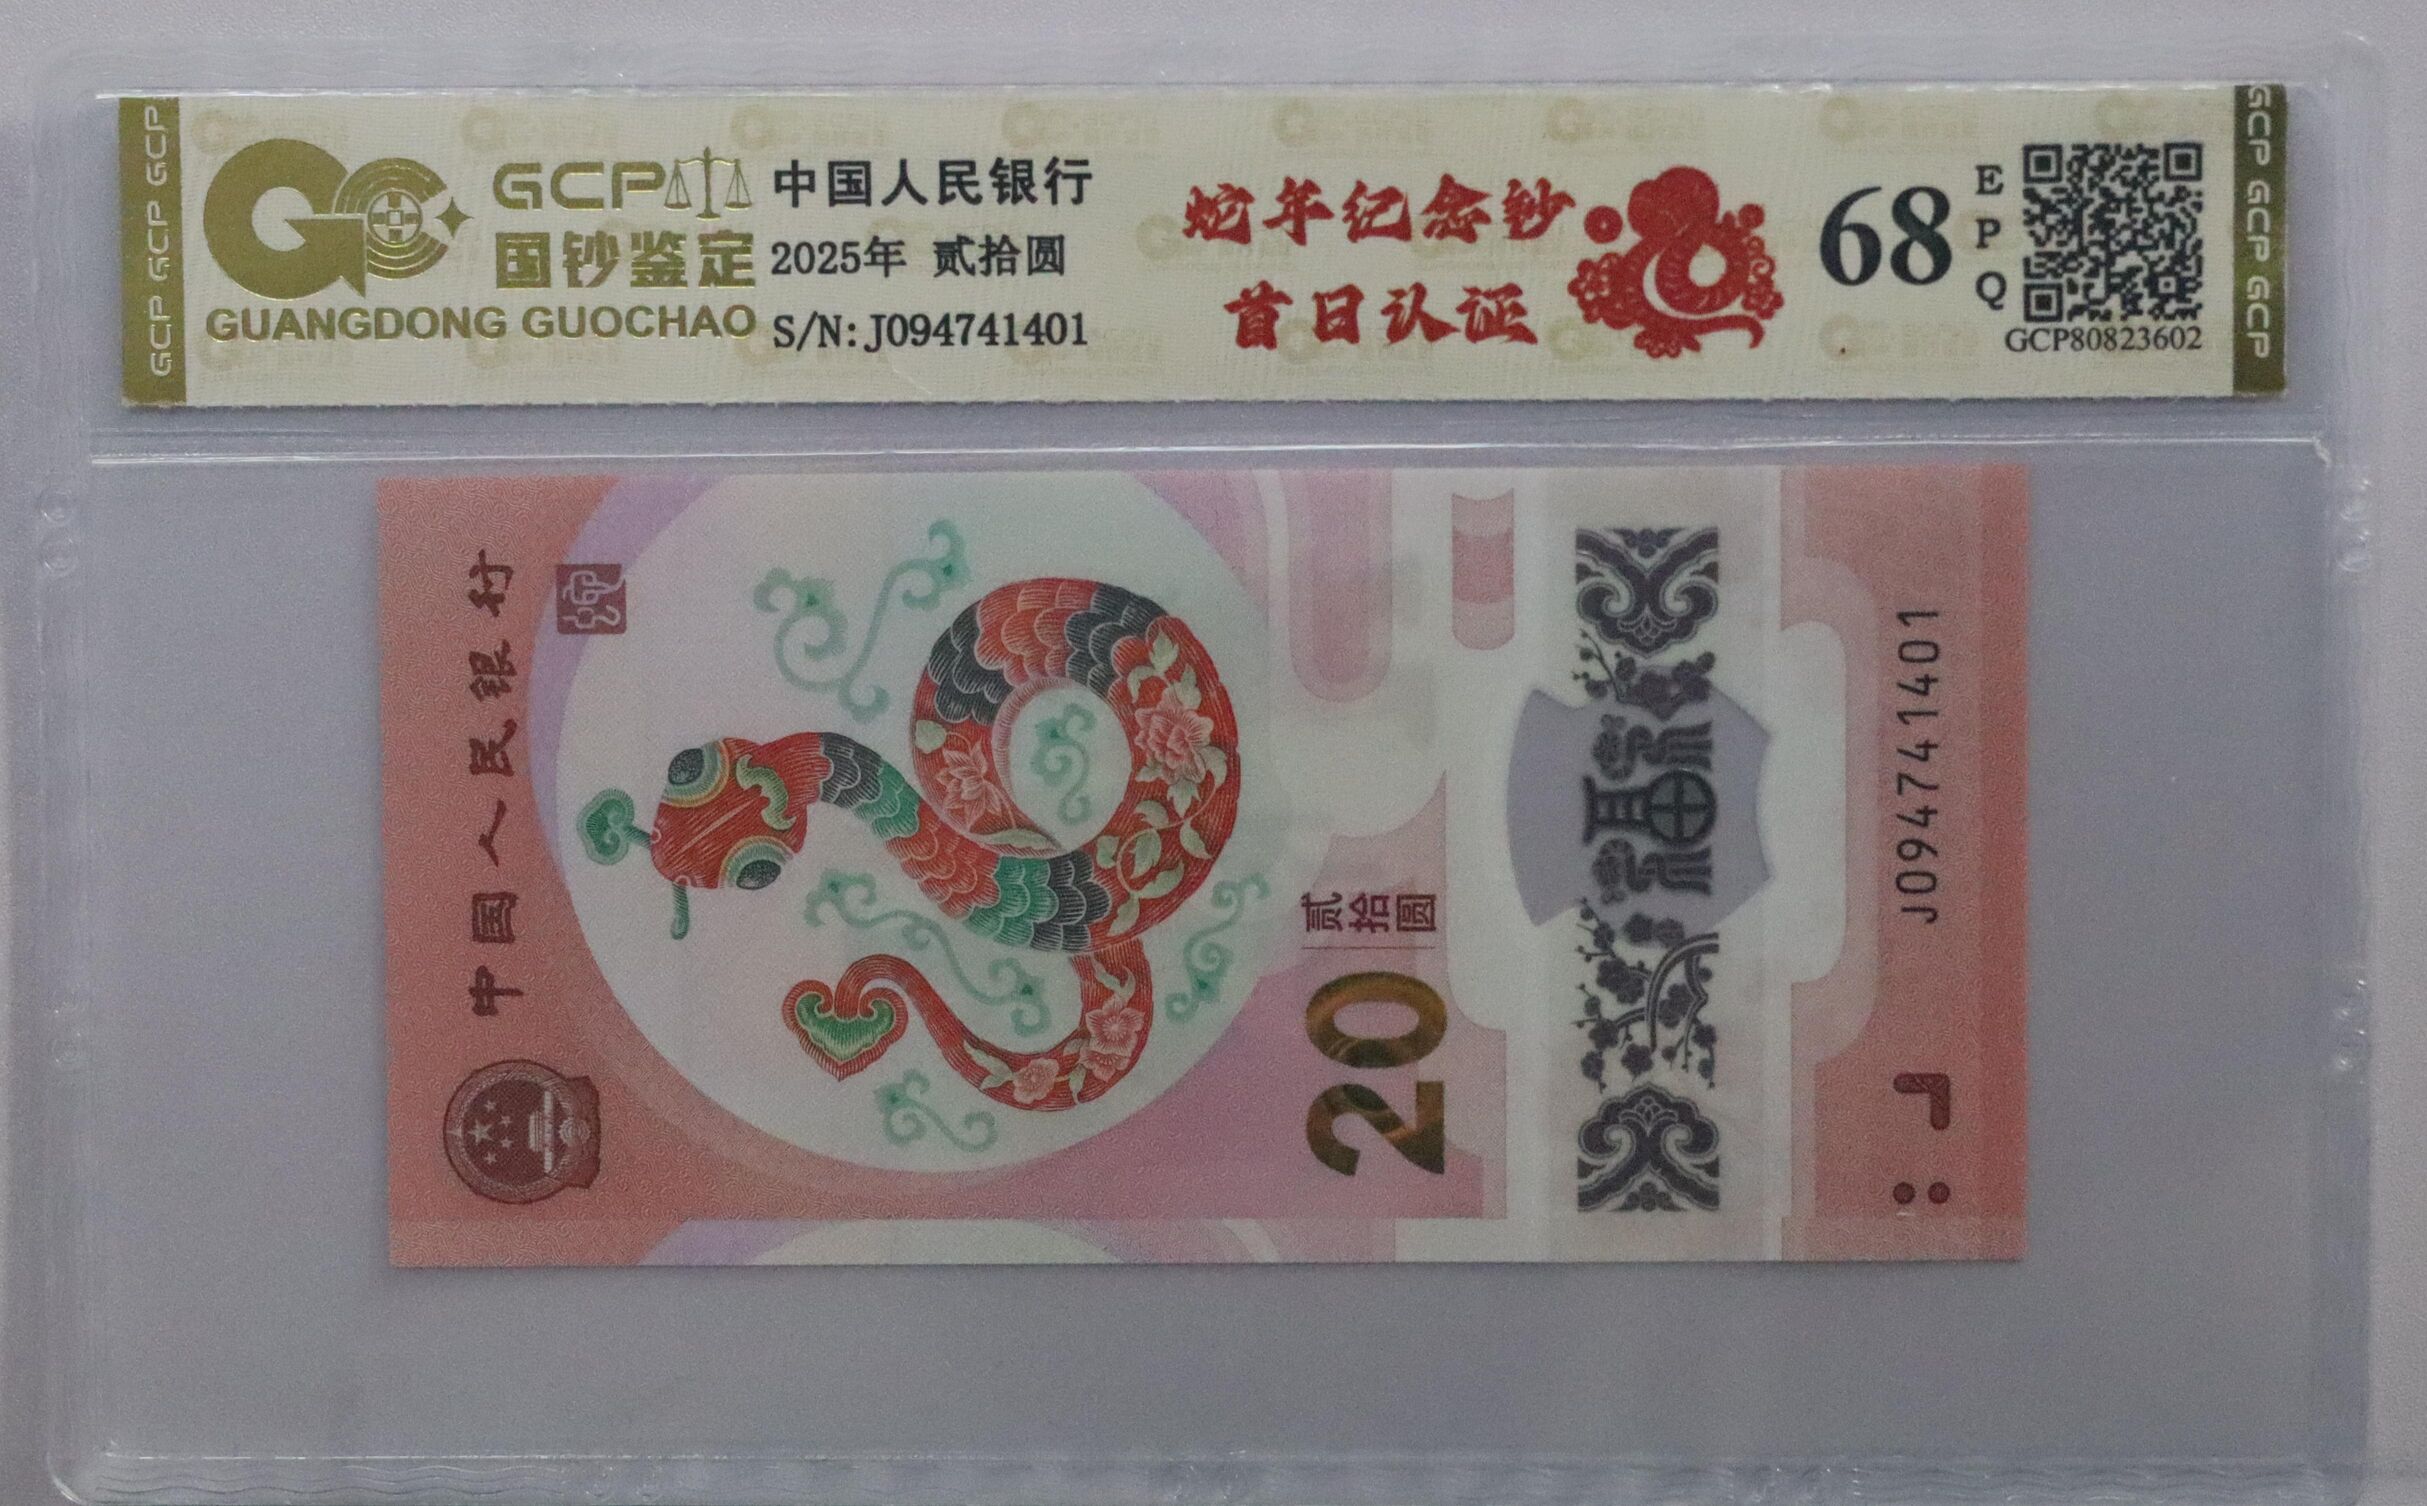 GCP GCP GCP
GCP
国钞鉴定
GUANGDONG GUOCHAO
中国人民银行
2025年 贰拾圆
S/N: J094741401
蛇年纪念钞
首日认证
68
EPQ
GCP80823602
GCP GCP GCP
中国人民银行
20
贰拾圆
福
J094741401